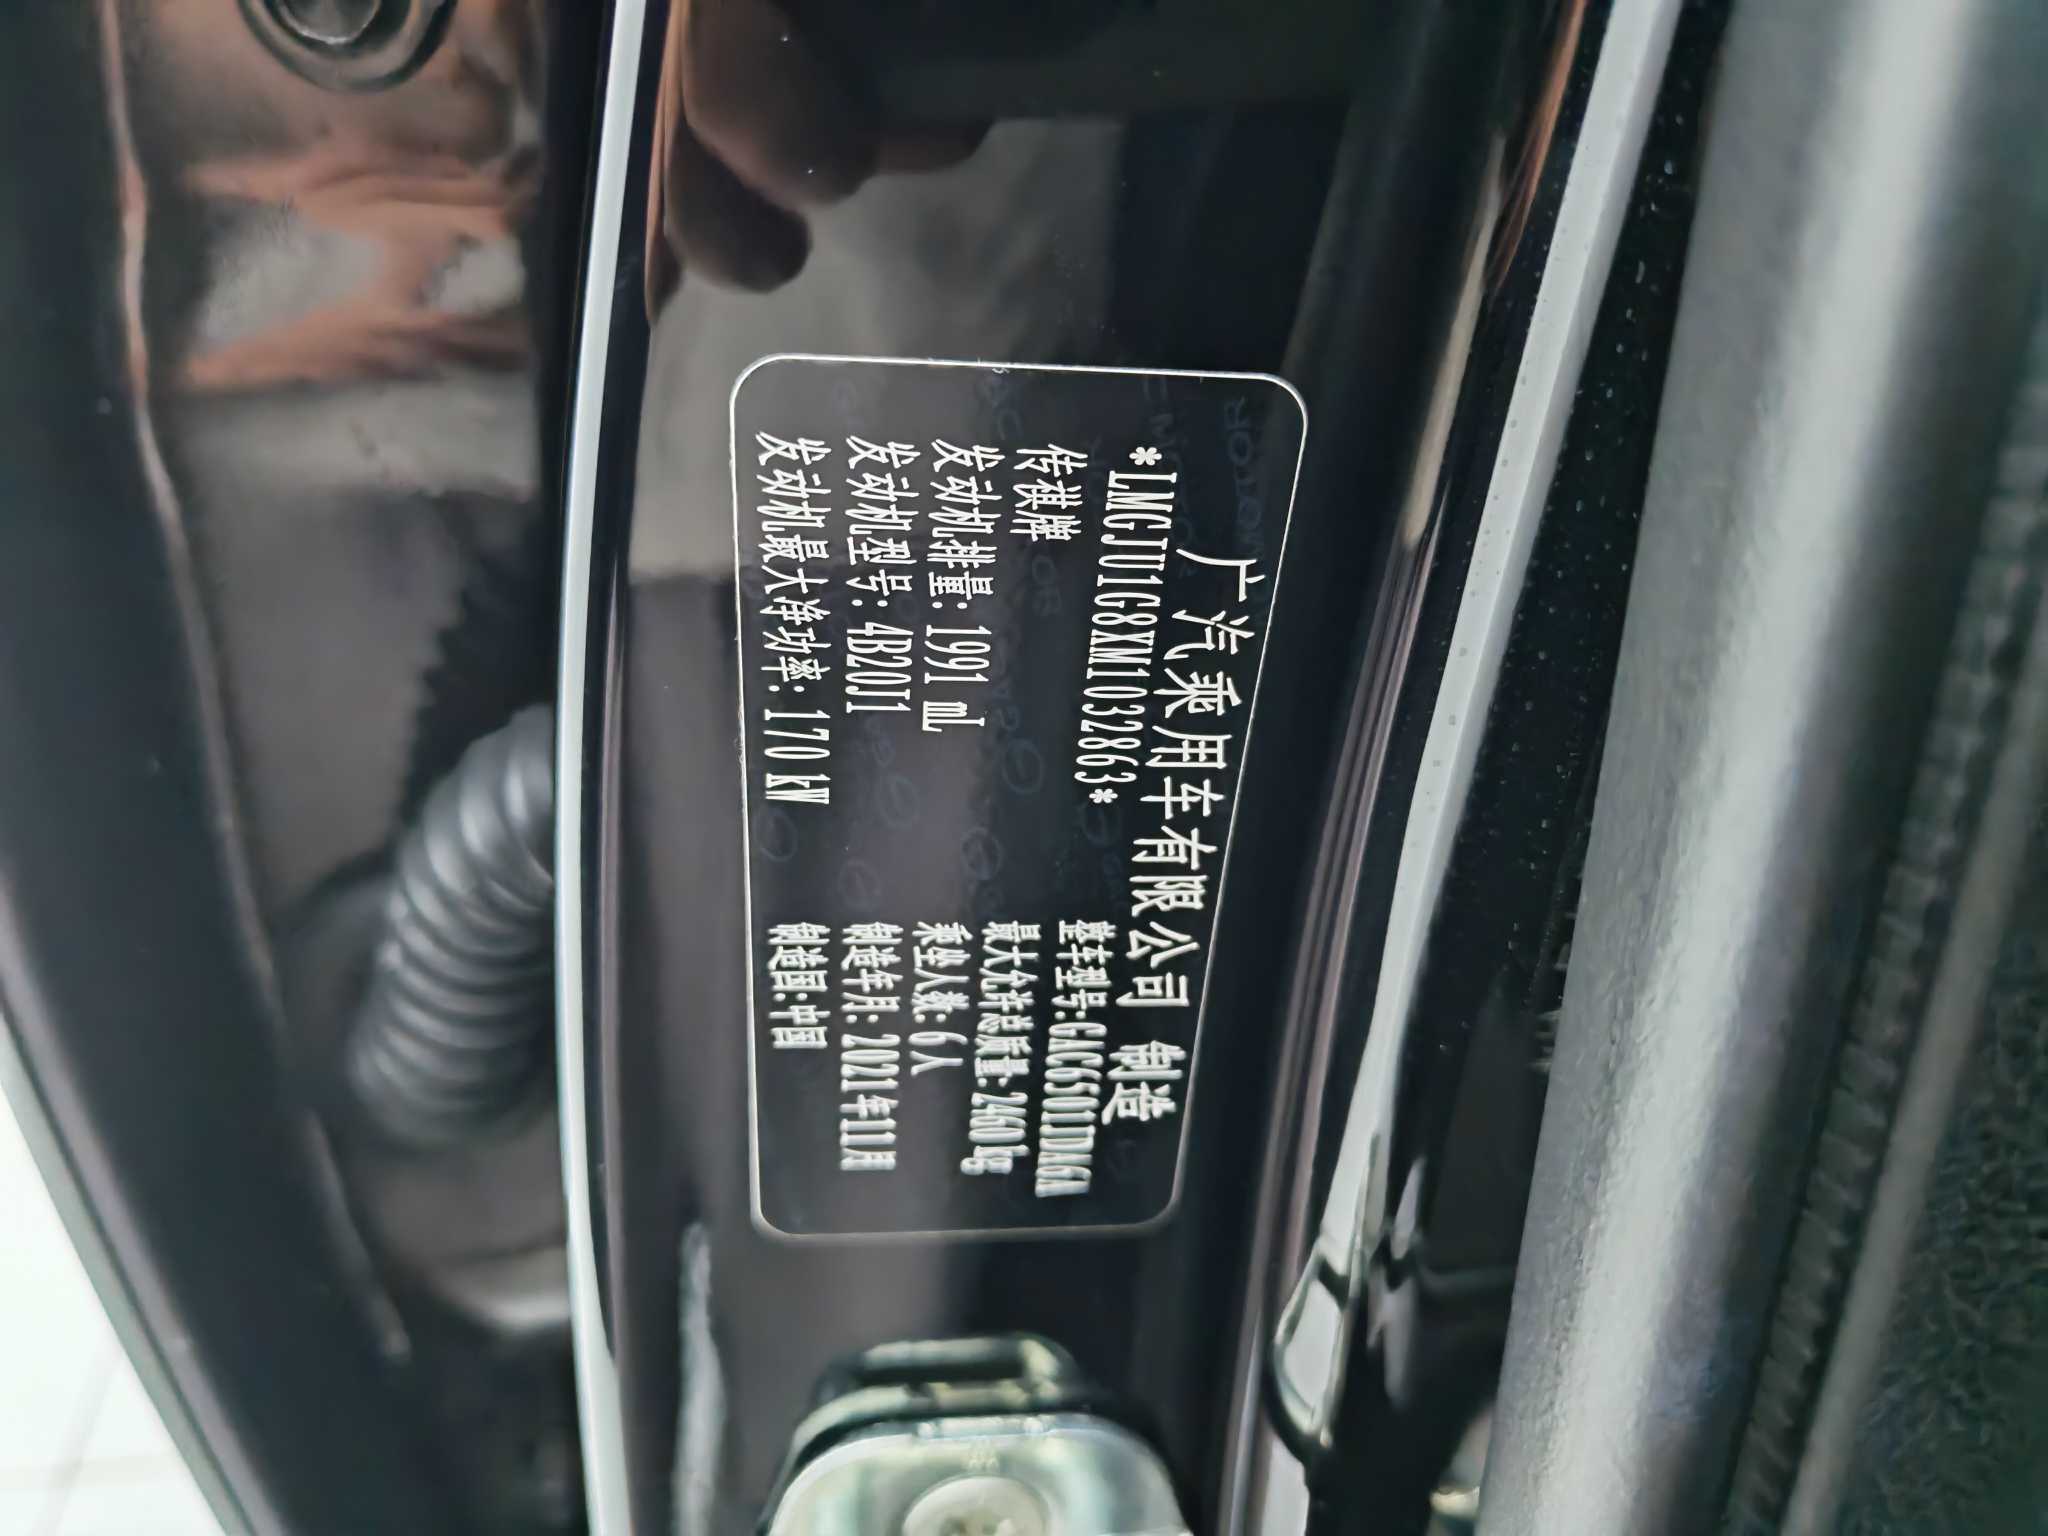 广汽乘用车有限公司 制造
*LMGJU1G8XM1032863*
传祺牌
发动机排量: 1991 mL
发动机型号: 4B20J1
发动机最大净功率: 170 kW
整车型号: GAC6501JDA6A
最大允许总质量: 2460 kg
乘坐人数: 6人
制造年月: 2021年11月
制造国: 中国